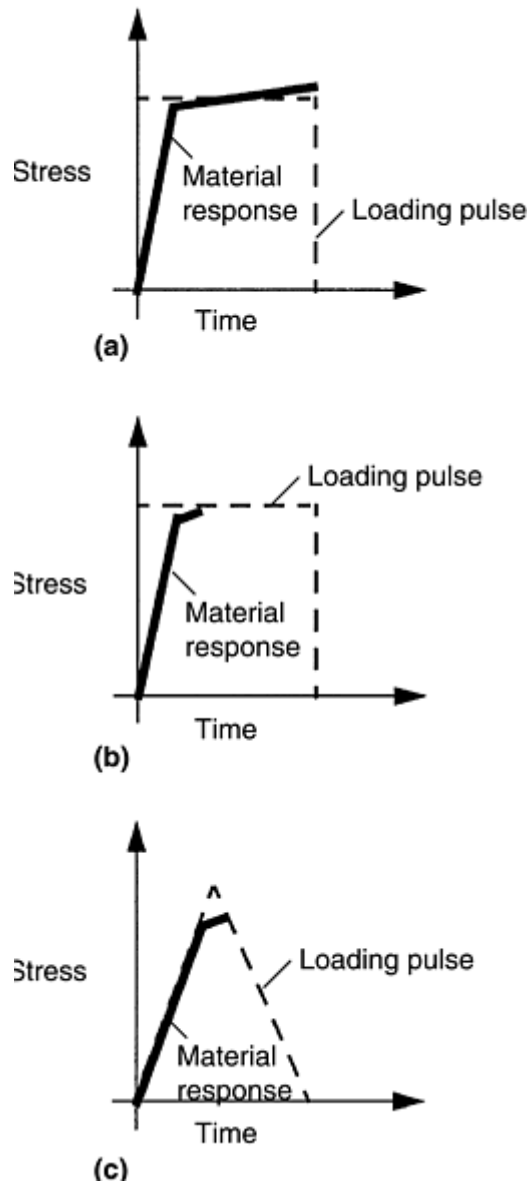 Stress
Material
response
Loading pulse
Time
(a)
Loading pulse
Stress
Material
response
Time
(b)
Stress
Loading pulse
Material
response
Time
(c)